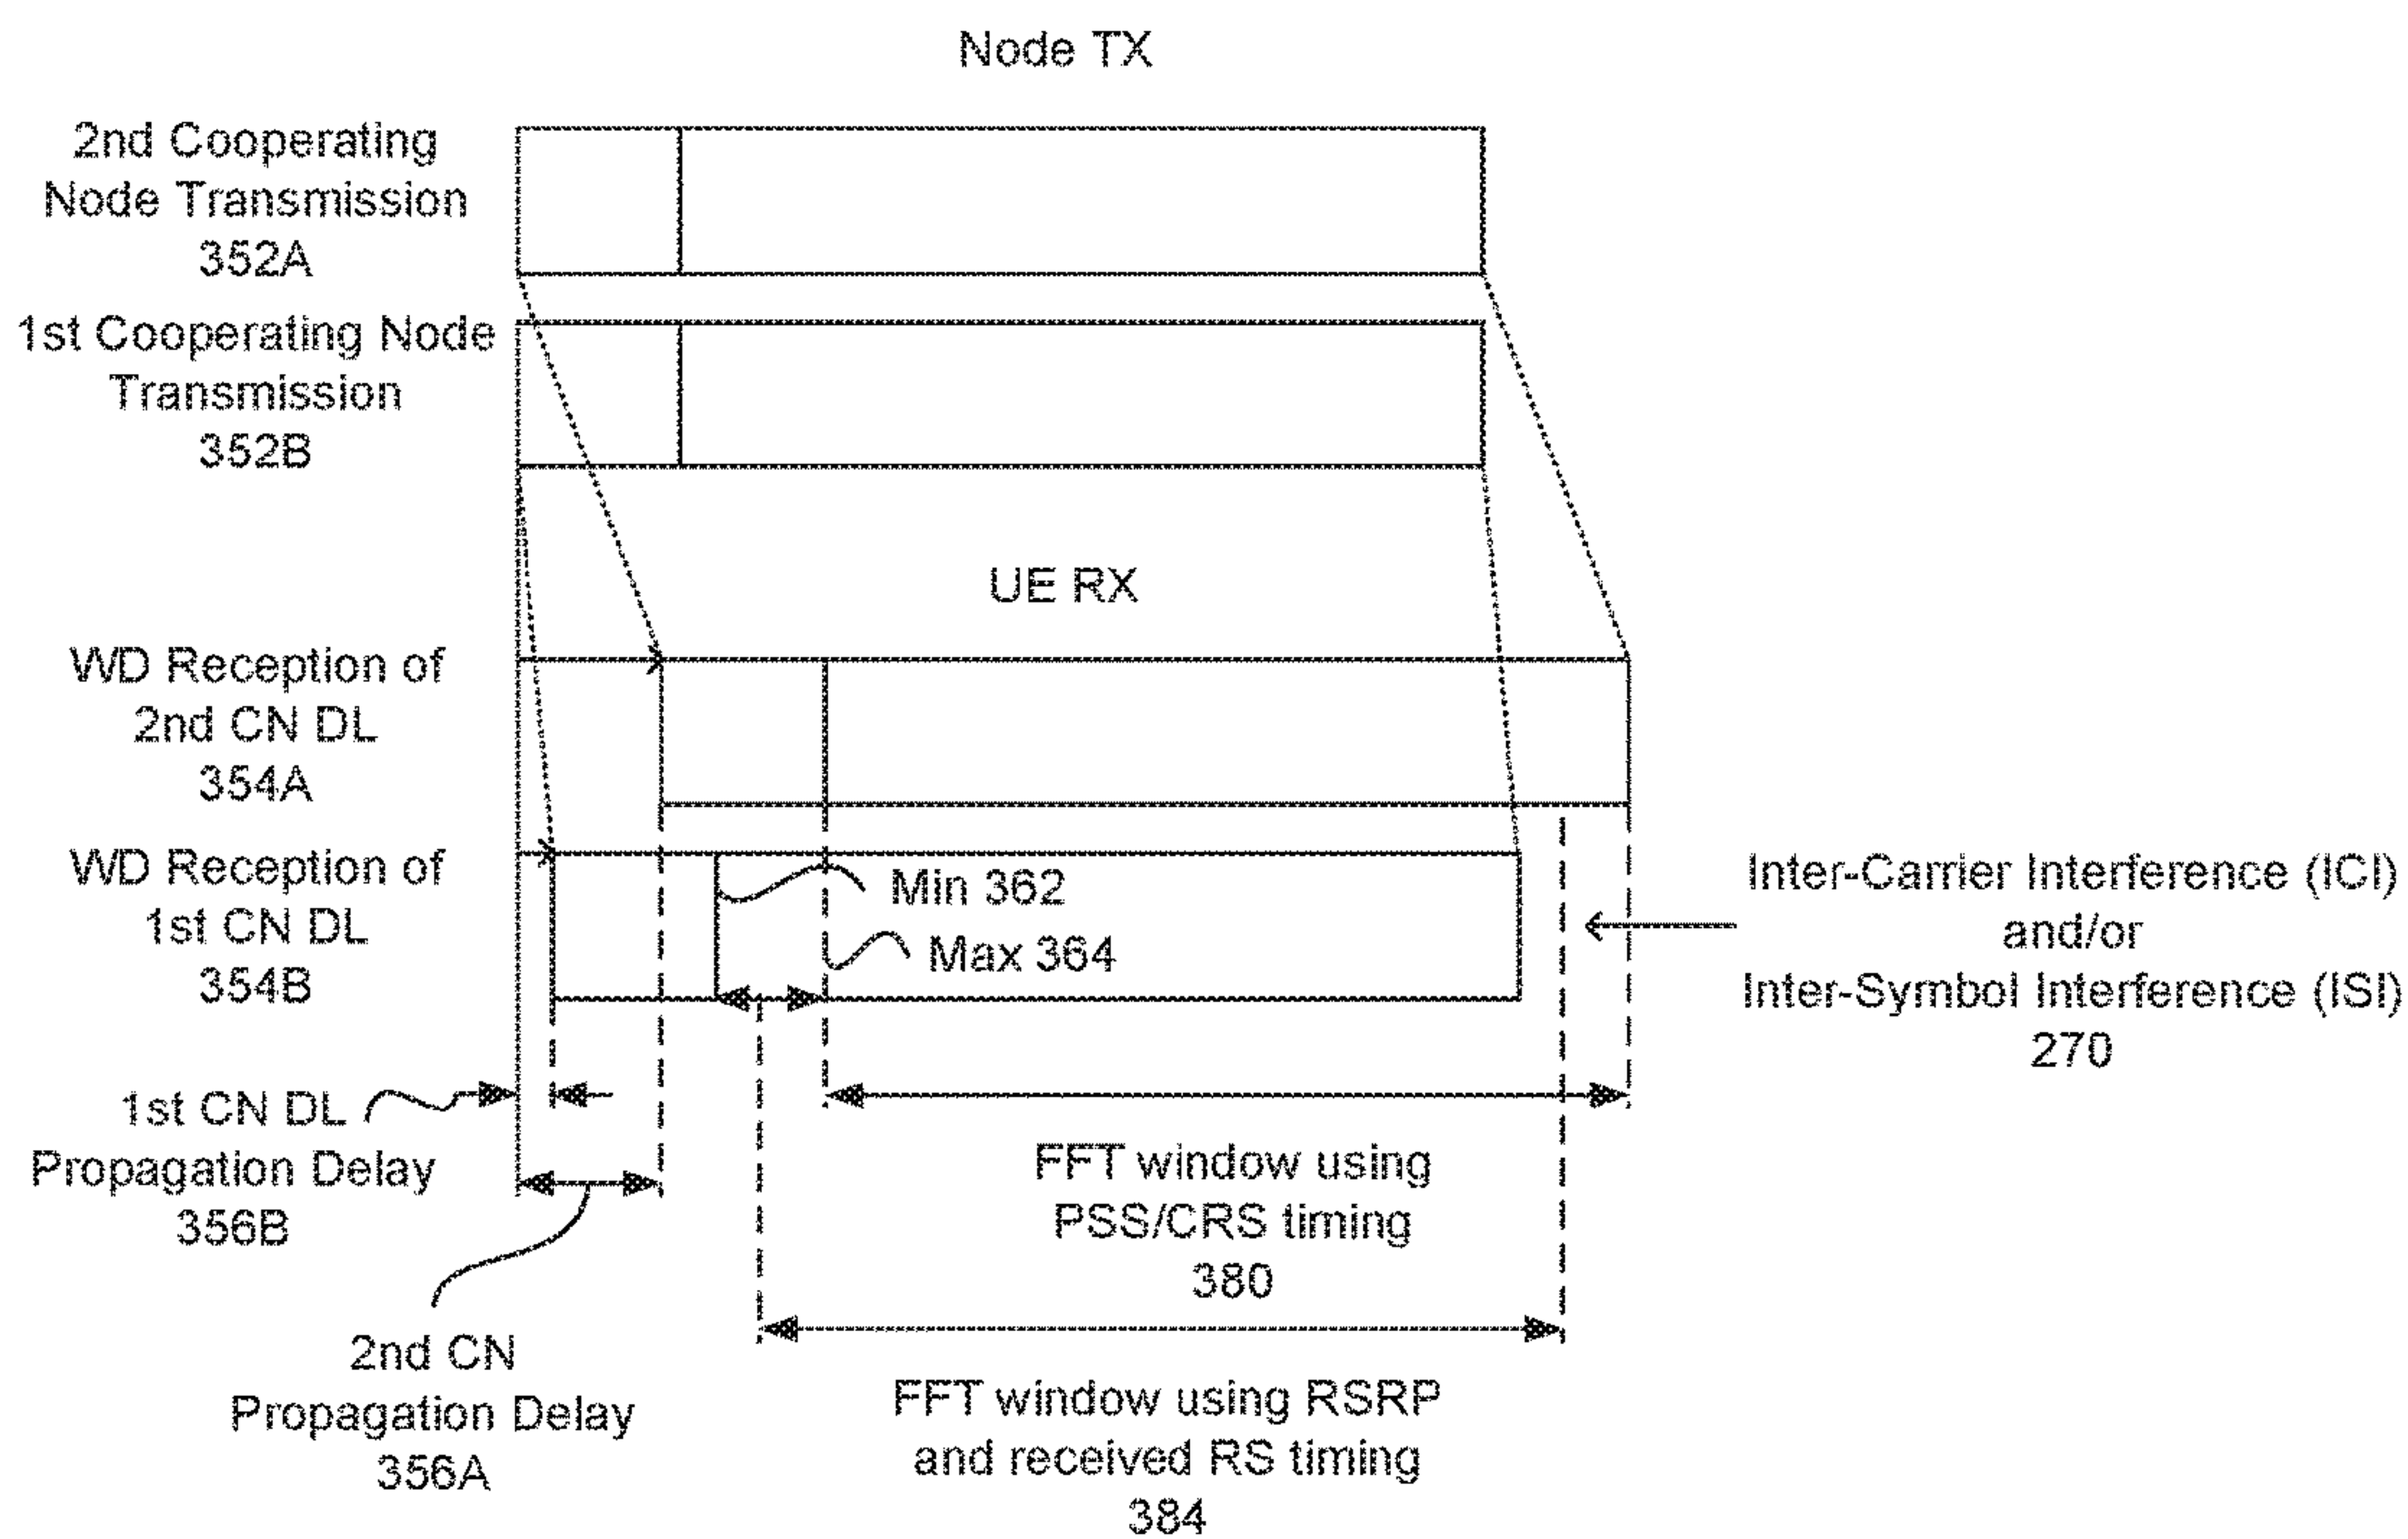 Node TX
2nd Cooperating
Node Transmission
352A
1st Cooperating Node
Transmission
352B
UE RX
WD Reception of
2nd CN DL
354A
WD Reception of
1st CN DL
354B
Min 362
Max 364
Inter-Carrier Interference (ICI)
and/or
Inter-Symbol Interference (ISI)
270
1st CN DL
Propagation Delay
356B
2nd CN
Propagation Delay
356A
FFT window using
PSS/CRS timing
380
FFT window using RSRP
and received RS timing
384